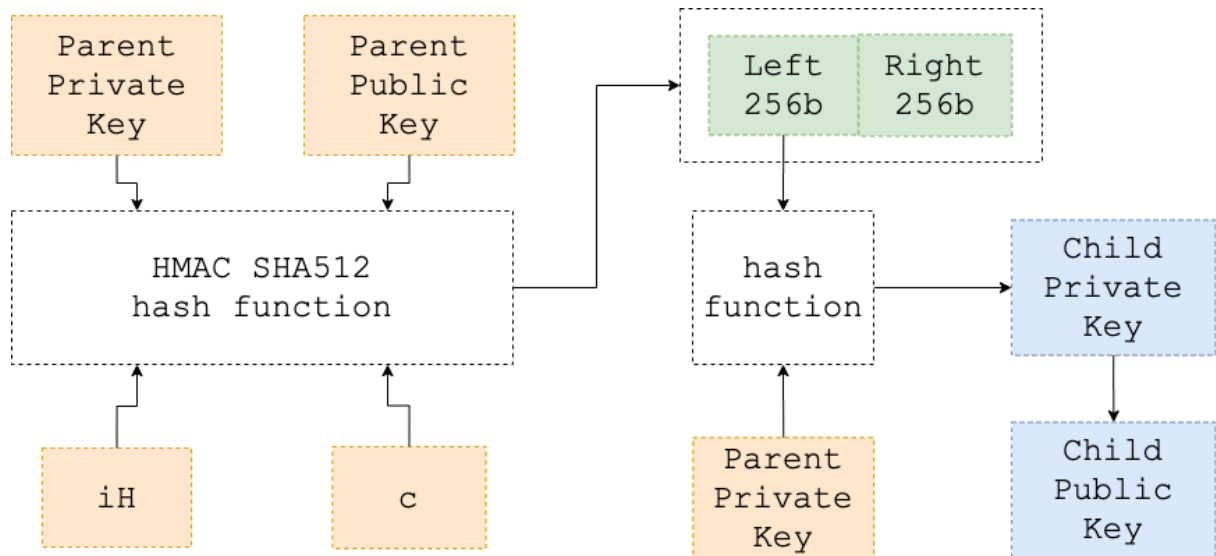 Parent
Private
Key
Parent
Public
Key
Left
256b
Right
256b
HMAC SHA512
hash function
hash
function
Child
Private
Key
iH
c
Parent
Private
Key
Child
Public
Key